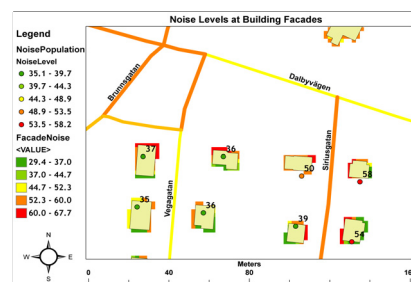 Noise Levels at Building Facades
Legend
NoisePopulation
NoiseLevel
35.1 - 39.7
39.7 - 44.3
44.3 - 48.9
48.9 - 53.5
53.5 - 58.2
FacadeNoise
<VALUE>
29.4 - 37.0
37.0 - 44.7
44.7 - 52.3
52.3 - 60.0
60.0 - 67.7
N
W
E
S
Brunnsgatan
Dalbyvägen
Vegagatan
Siriusgatan
37
36
50
58
35
36
39
54
Meters
0
40
80
120
16